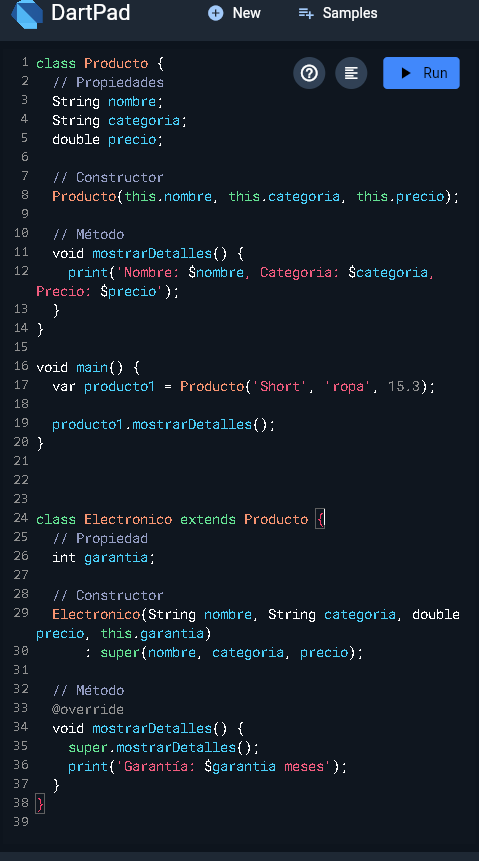 DartPad
New
Samples
Run
1 class Producto {
2 // Propiedades
3 String nombre;
4 String categoria;
5 double precio;
6
7 // Constructor
8 Producto(this.nombre, this.categoria, this.precio);
9
10 // Método
11 void mostrarDetalles() {
12 print('Nombre: $nombre, Categoria: $categoria,
Precio: $precio');
13 }
14 }
15
16 void main() {
17 var producto1 = Producto('Short', 'ropa', 15.3);
18
19 producto1.mostrarDetalles();
20 }
21
22
23
24 class Electronico extends Producto {
25 // Propiedad
26 int garantia;
27
28 // Constructor
29 Electronico(String nombre, String categoria, double
precio, this.garantia)
30 : super(nombre, categoria, precio);
31
32 // Método
33 @override
34 void mostrarDetalles() {
35 super.mostrarDetalles();
36 print('Garantía: $garantia meses');
37 }
38 }
39